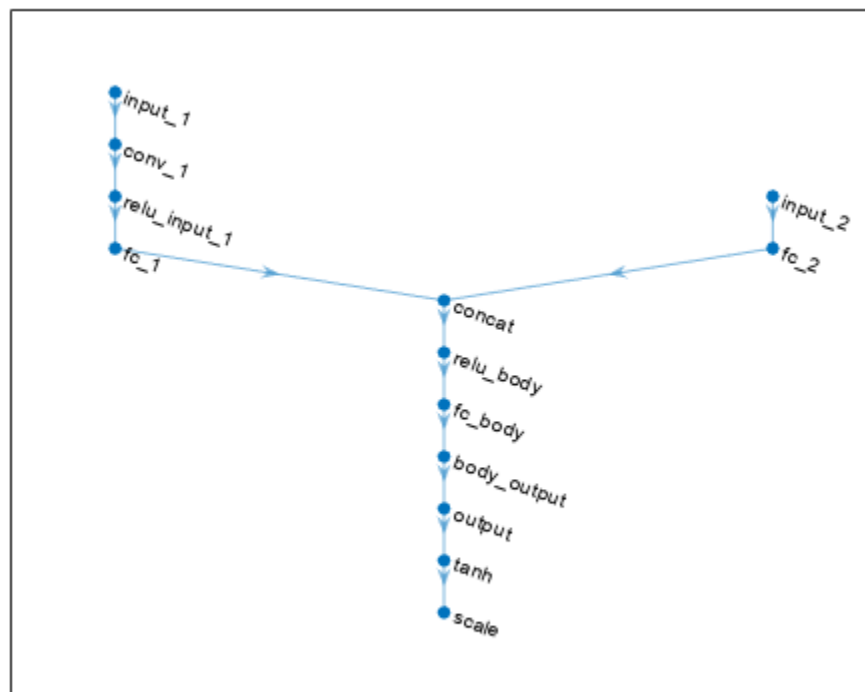 input_1
conv_1
relu_input_1
fc_1
input_2
fc_2
concat
relu_body
fc_body
body_output
output
tanh
scale